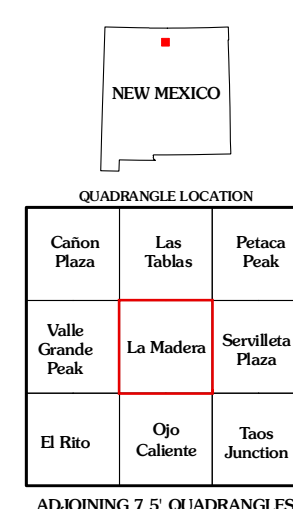 NEW MEXICO
QUADRANGLE LOCATION
Cañon
Plaza
Las
Tablas
Petaca
Peak
Valle
Grande
Peak
La Madera
Servilleta
Plaza
El Rito
Ojo
Caliente
Taos
Junction
ADJOINING 7.5' QUADRANGLES